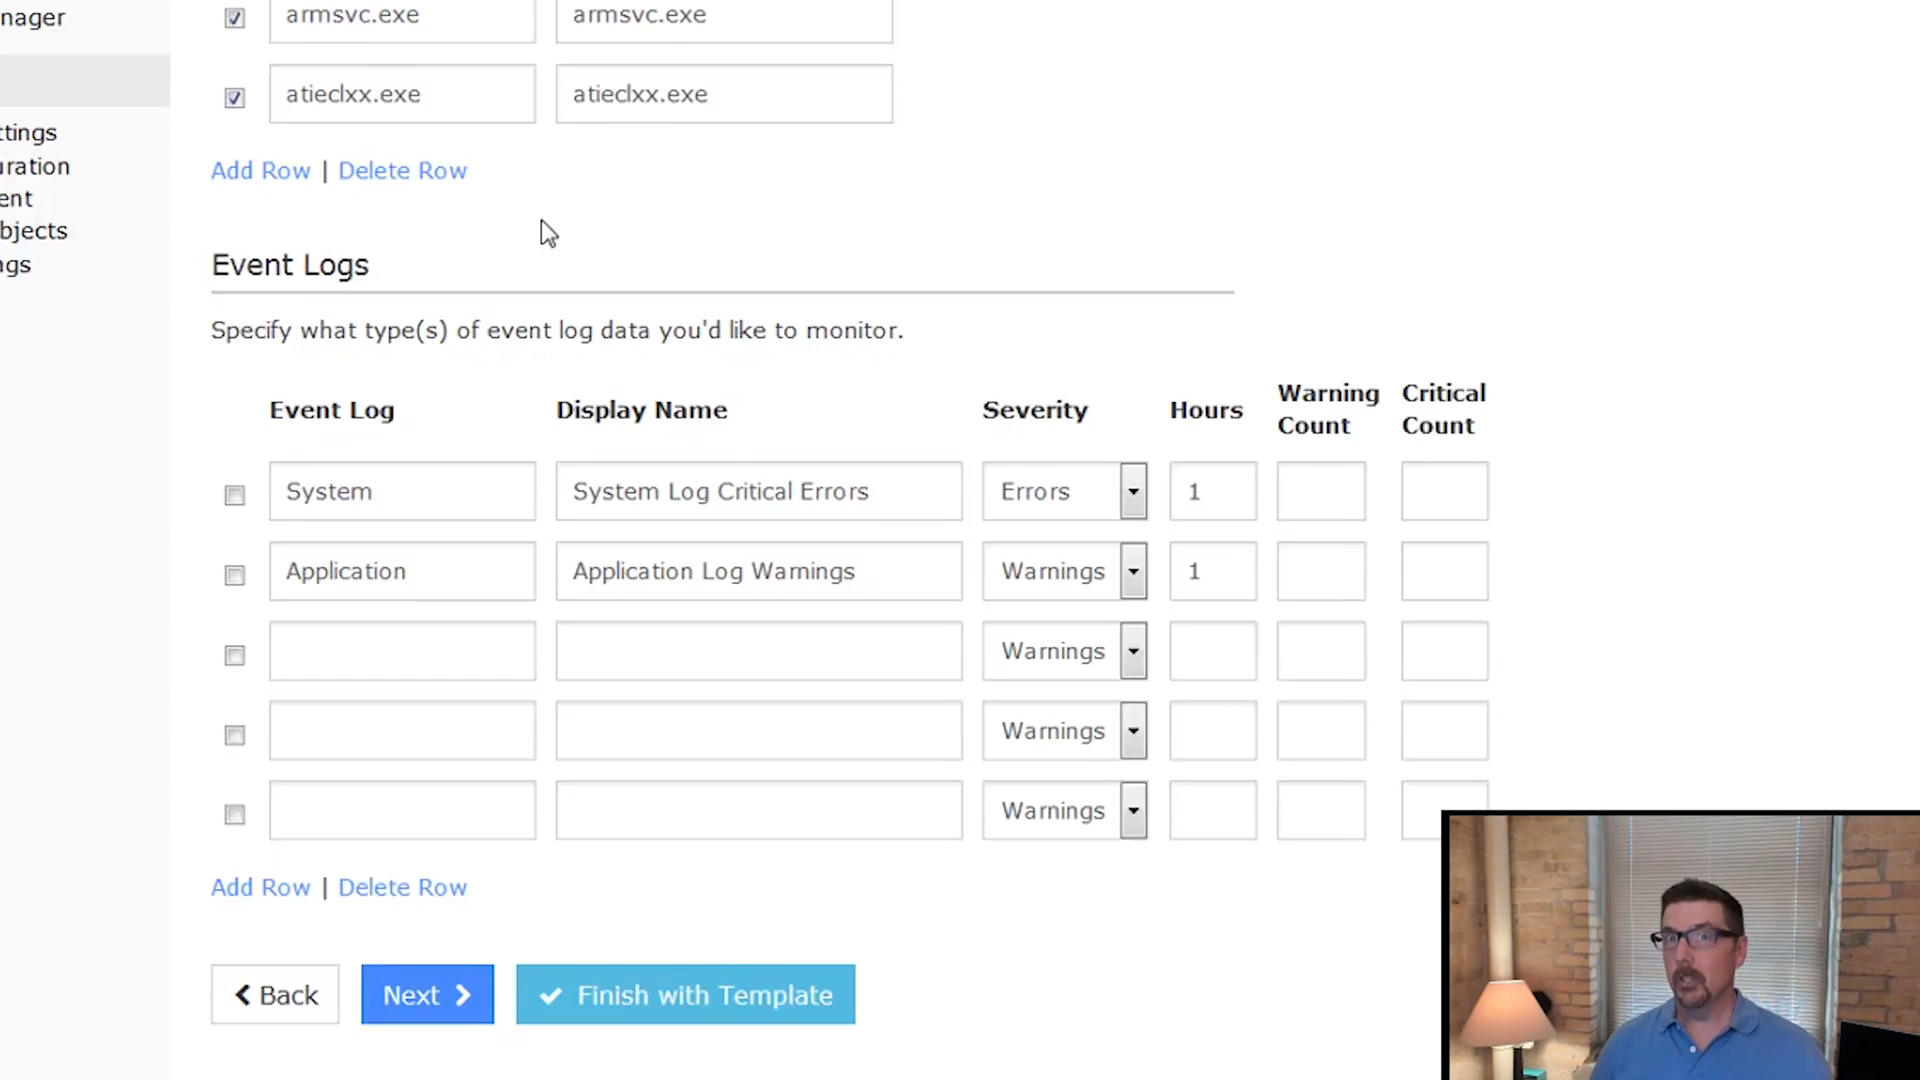 nager
armsvc.exe armsvc.exe
atieclxx.exe atieclxx.exe
ttings
uration
ent
bjects
ngs
Add Row | Delete Row
Event Logs
Specify what type(s) of event log data you'd like to monitor.
Event Log Display Name Severity Hours Warning Count Critical Count
System System Log Critical Errors Errors 1
Application Application Log Warnings Warnings 1
Warnings
Warnings
Warnings
Add Row | Delete Row
Back Next Finish with Template